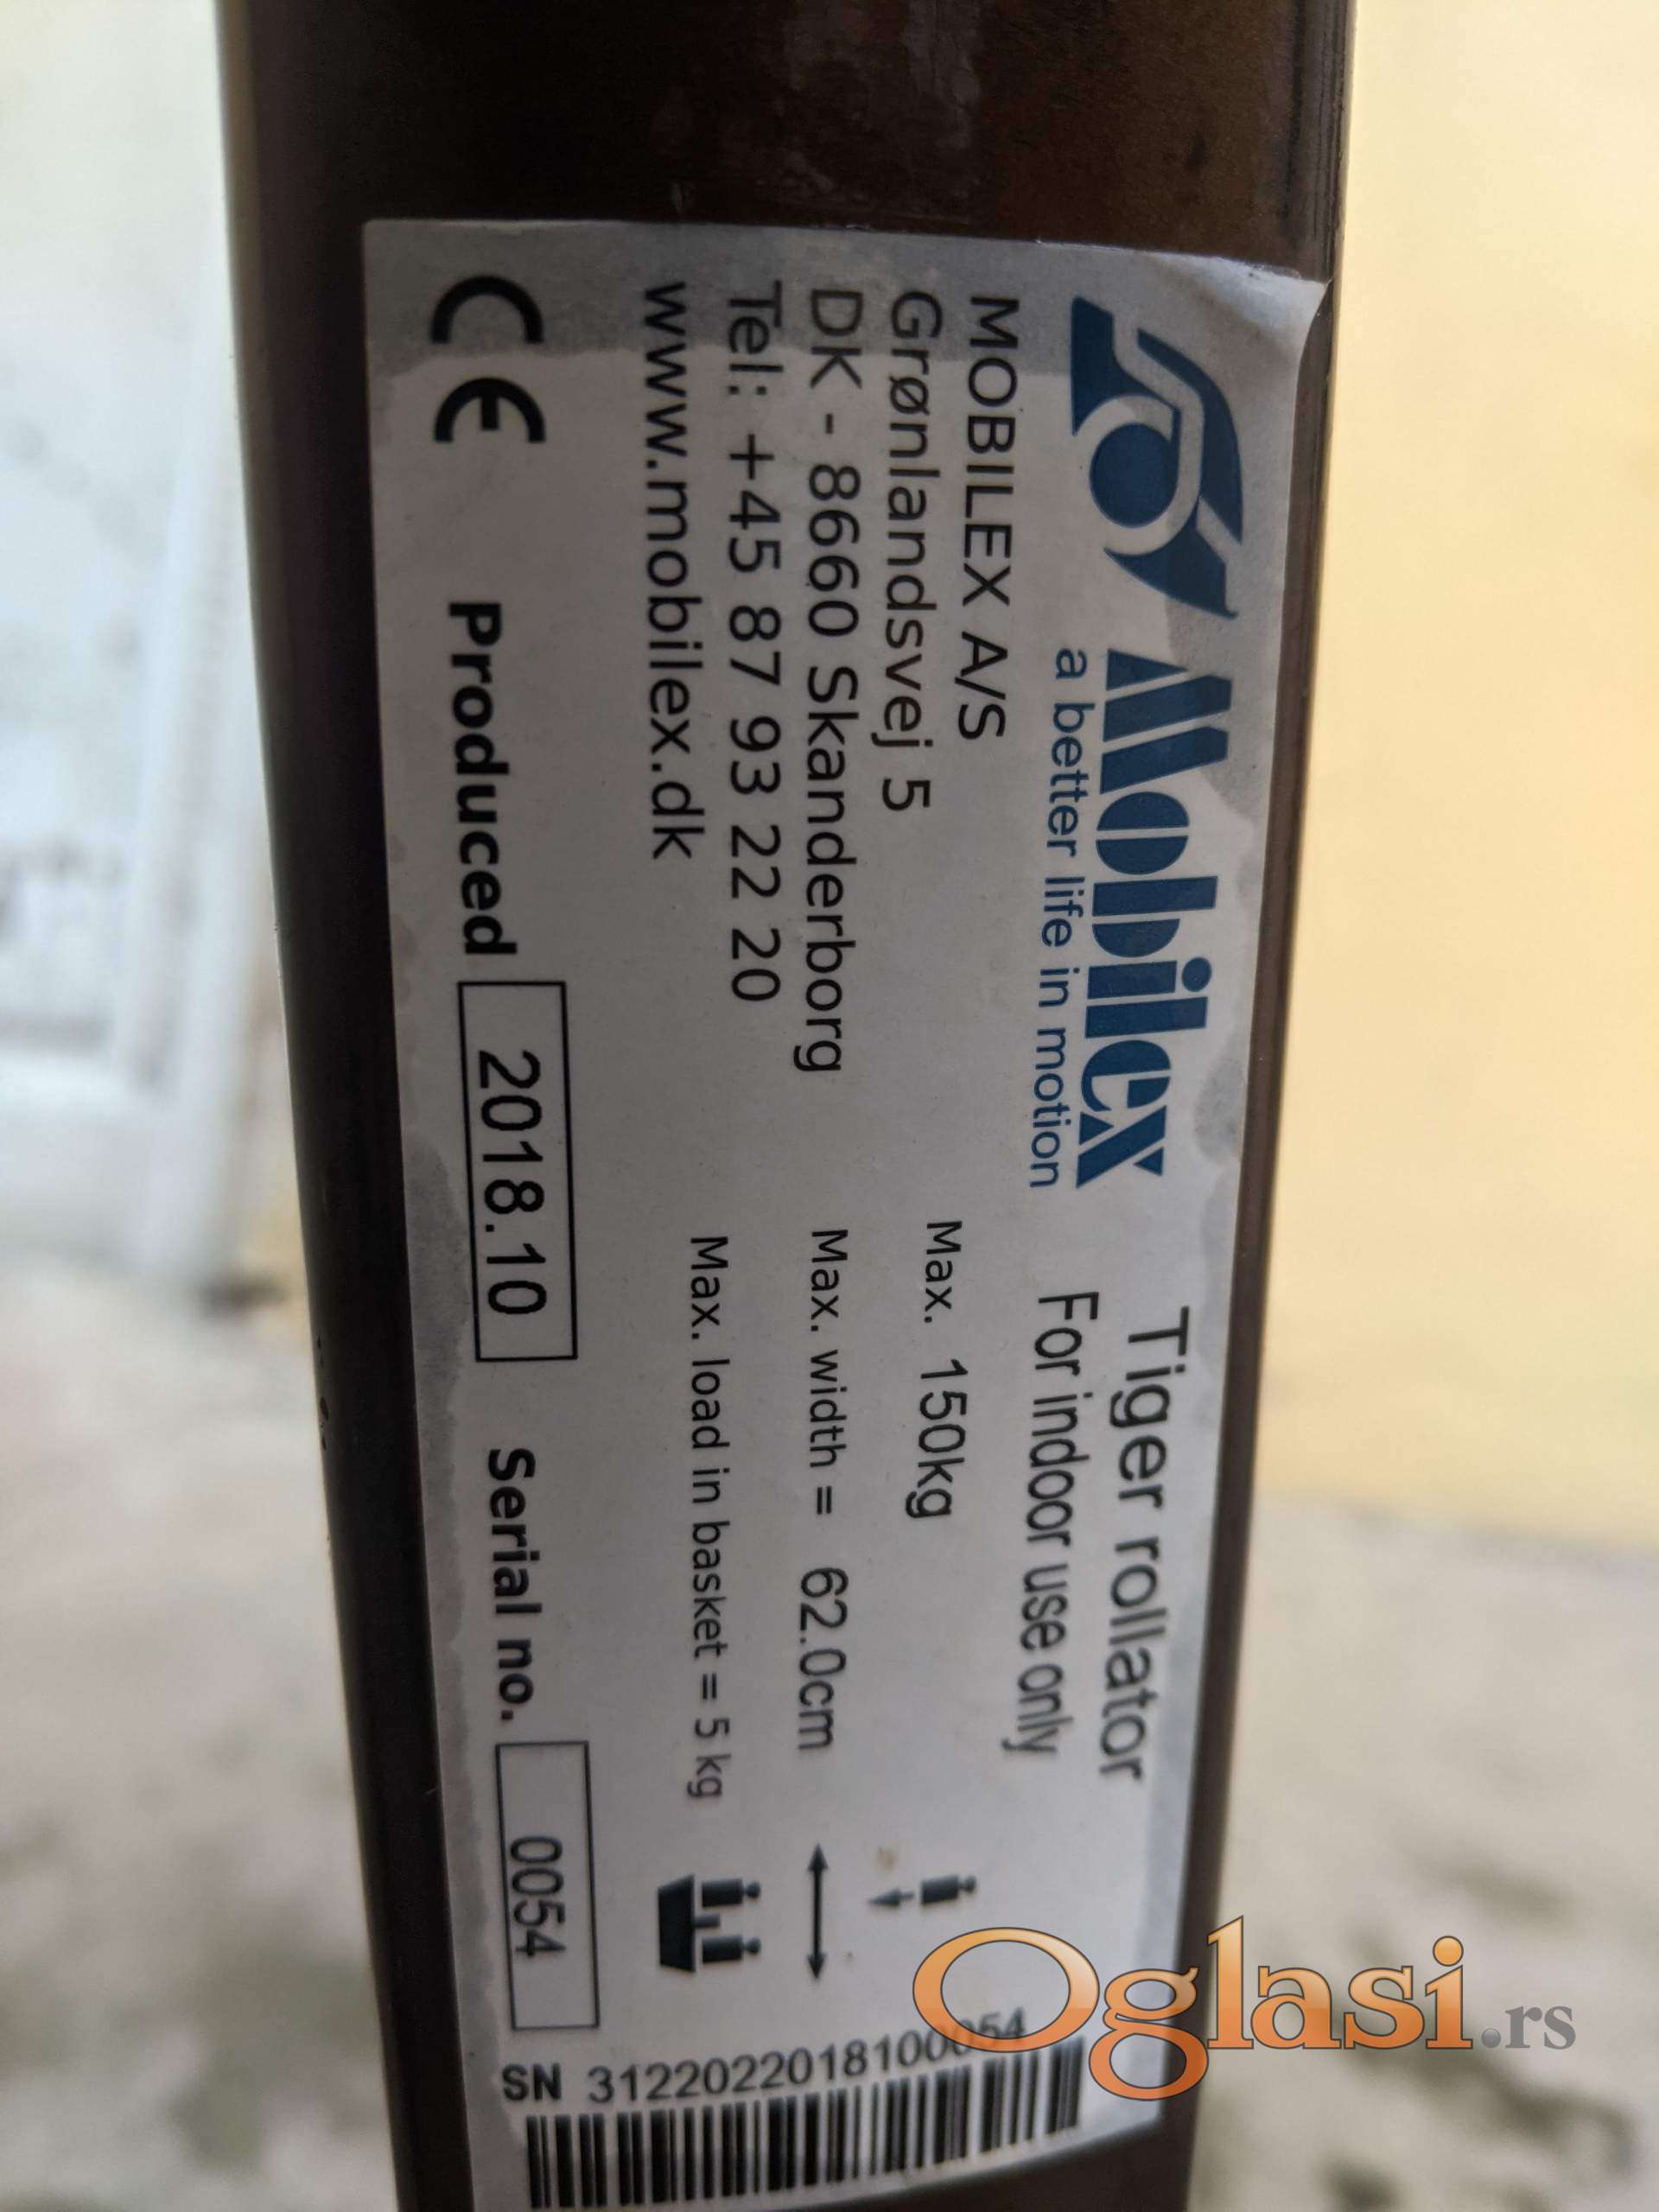 Mobilex
a better life in motion
Tiger rollator
For indoor use only
MOBILEX A/S
Grønlandsvej 5
DK - 8660 Skanderborg
Tel: +45 87 93 22 20
www.mobilex.dk
Max. 150kg
Max. width = 62.0cm
Max. load in basket = 5 kg
CE
Produced 2018.10
Serial no. 0054
SN 3122022018100054
Oglasi.rs